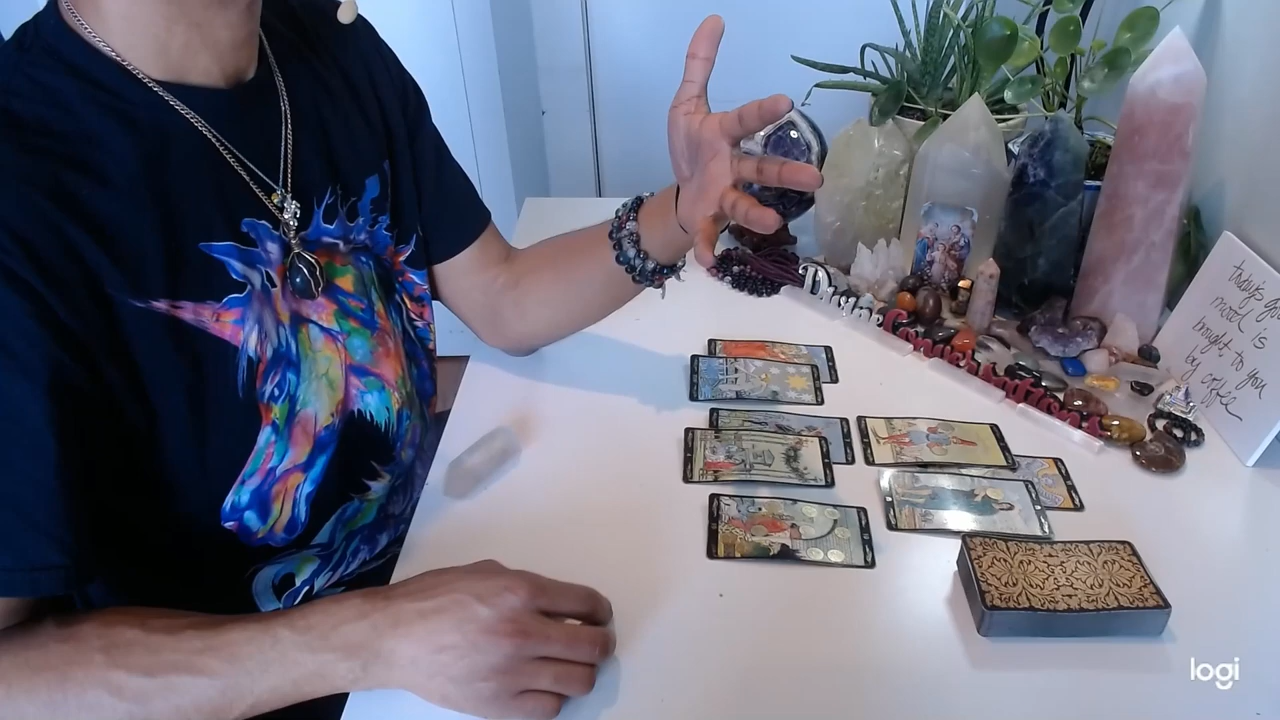 Divine Conversations
today's good
mood is
brought to you
by coffee
logi